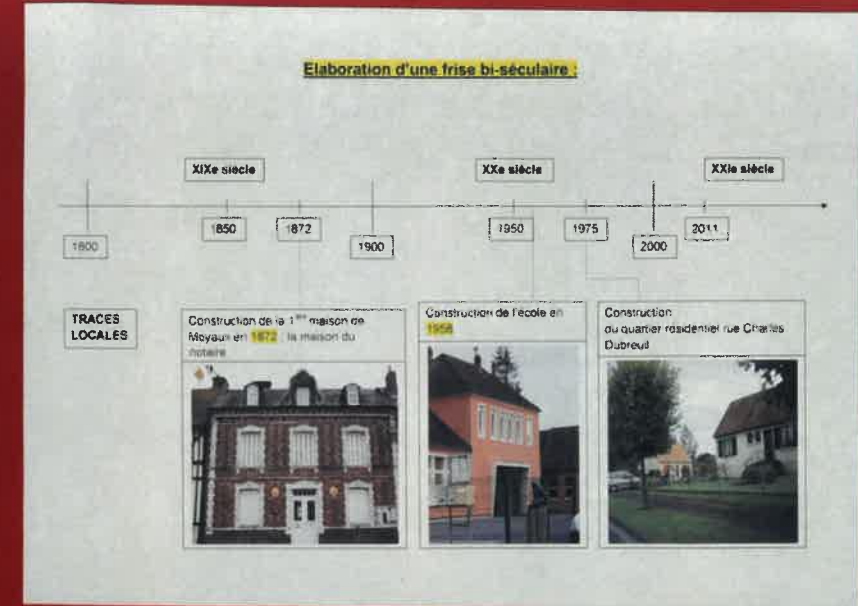 Elaboration d'une frise bi-séculaire :
XIXe siècle
XXe siècle
XXIe siècle
1800
1850
1872
1900
1950
1975
2000
2011
TRACES
LOCALES
Construction de la 1ère maison de
Moyaux en 1872 : la maison du
notaire
Construction de l'école en
1956
Construction
du quartier résidentiel rue Charles
Dubreuil